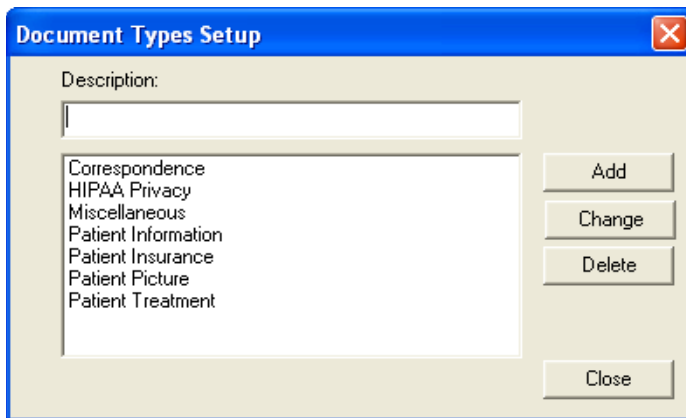 Document Types Setup
Description:
Correspondence
HIPAA Privacy
Miscellaneous
Patient Information
Patient Insurance
Patient Picture
Patient Treatment
Add
Change
Delete
Close